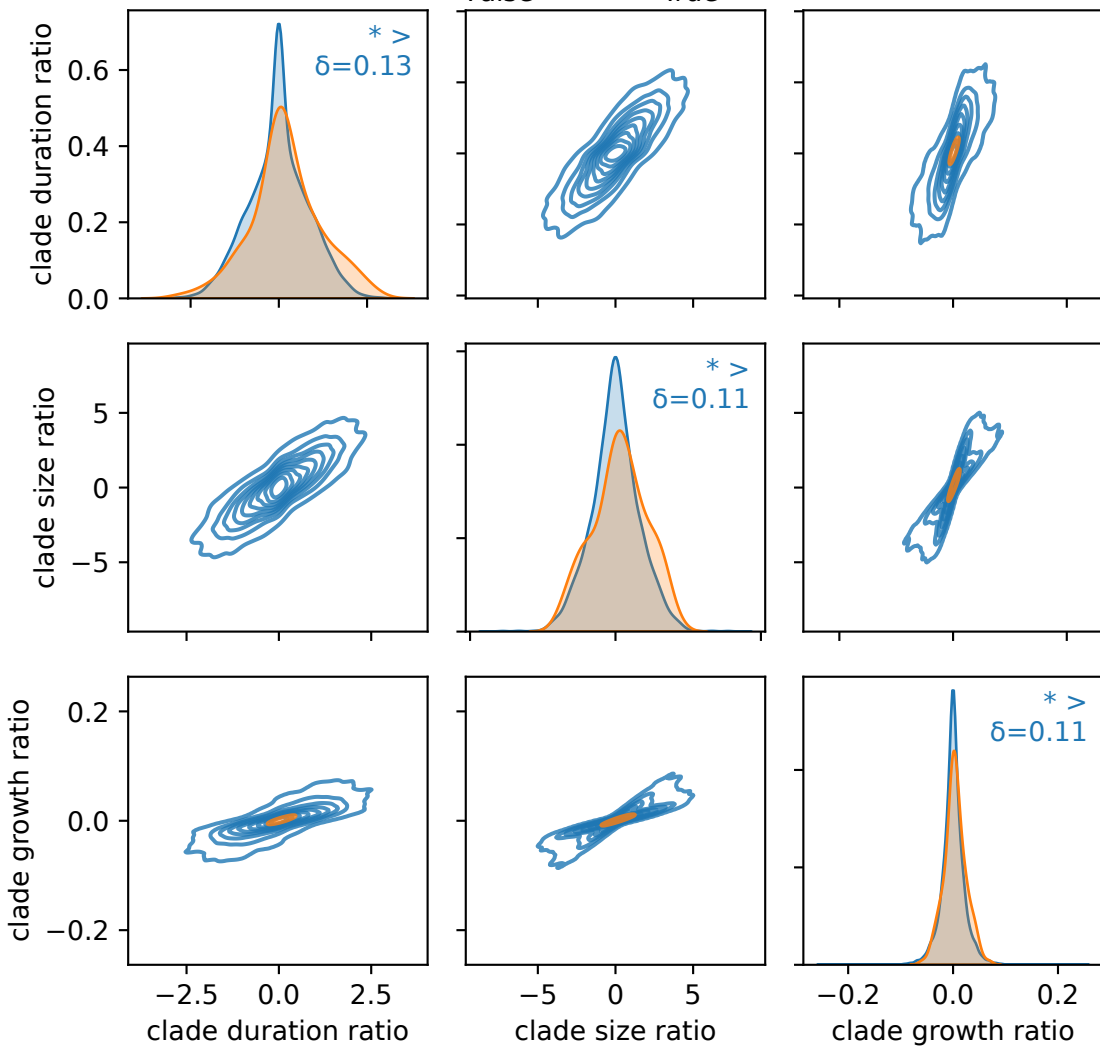 clade duration ratio
0.6
0.4
0.2
0.0
* >
δ=0.13
clade size ratio
5
0
−5
* >
δ=0.11
clade growth ratio
0.2
0.0
−0.2
* >
δ=0.11
−2.5 0.0 2.5
−5 0 5
−0.2 0.0 0.2
clade duration ratio
clade size ratio
clade growth ratio